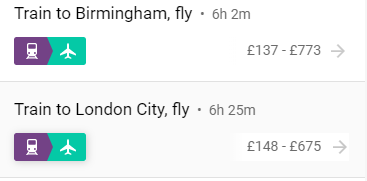 Train to Birmingham, fly • 6h 2m
£137 - £773
Train to London City, fly • 6h 25m
£148 - £675